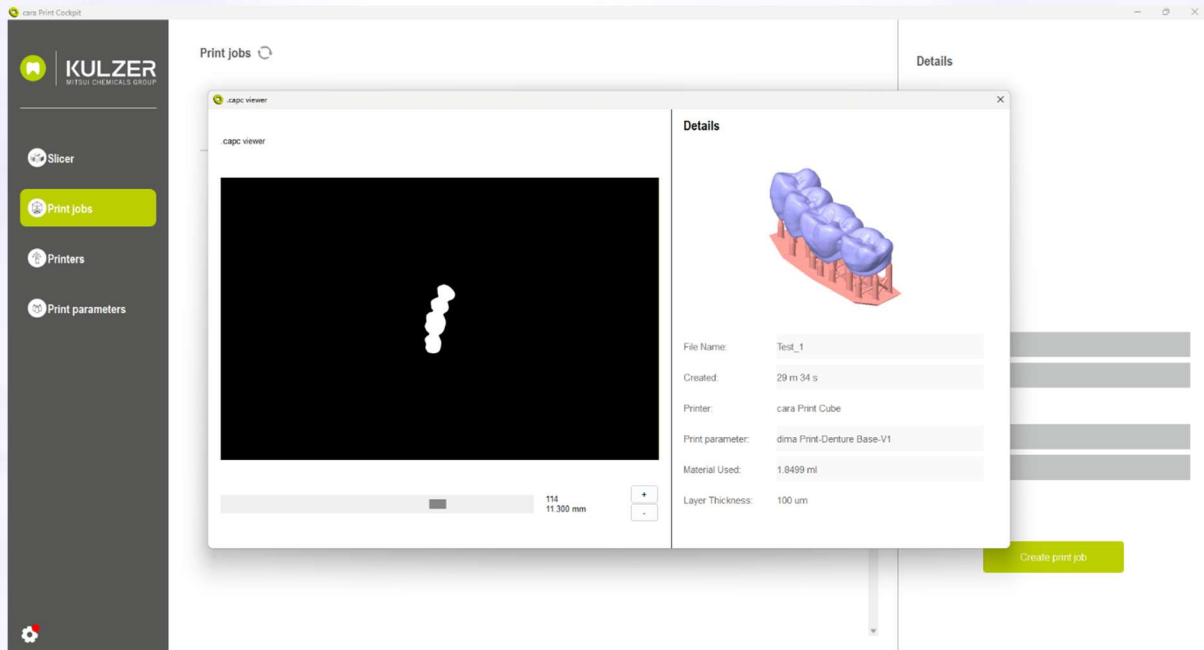 cara Print Cockpit
KULZER
MITSUI CHEMICALS GROUP
Slicer
Print jobs
Printers
Print parameters
Print jobs
Details
.capc viewer
.capc viewer
114
11.300 mm
+
-
Details
File Name: Test_1
Created: 29 m 34 s
Printer: cara Print Cube
Print parameter: dima Print-Denture Base-V1
Material Used: 1.8499 ml
Layer Thickness: 100 um
Create print job